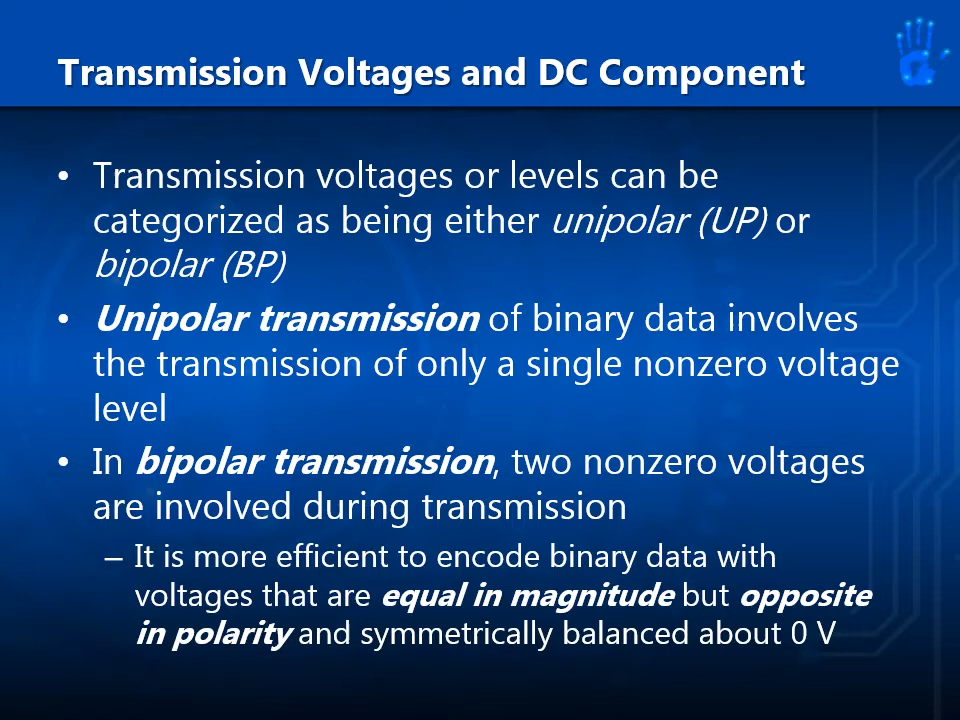 Transmission Voltages and DC Component
• Transmission voltages or levels can be
categorized as being either unipolar (UP) or
bipolar (BP)
• Unipolar transmission of binary data involves
the transmission of only a single nonzero voltage
level
• In bipolar transmission, two nonzero voltages
are involved during transmission
– It is more efficient to encode binary data with
voltages that are equal in magnitude but opposite
in polarity and symmetrically balanced about 0 V